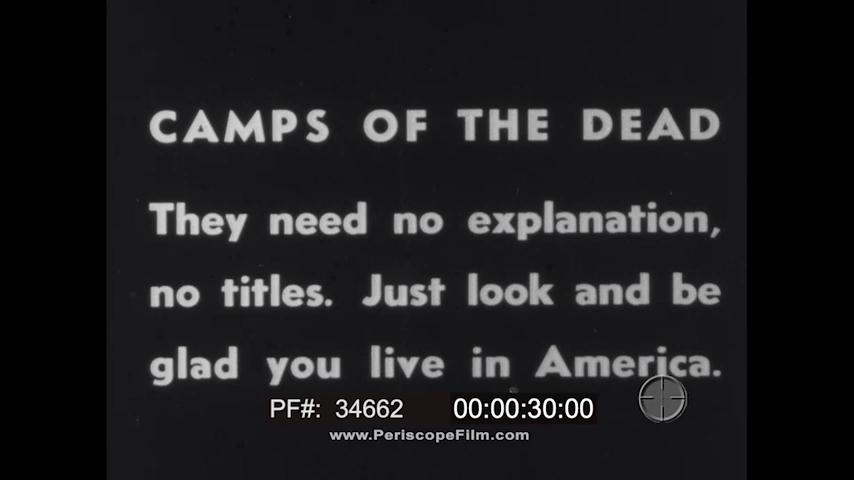 CAMPS OF THE DEAD
They need no explanation,
no titles. Just look and be
glad you live in America.
PF#: 34662 00:00:30:00
www.PeriscopeFilm.com